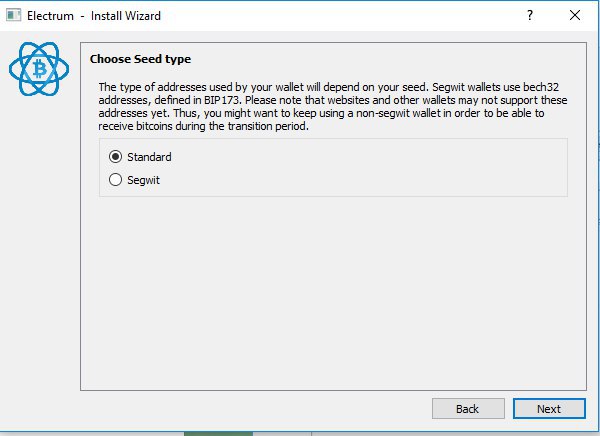 Electrum - Install Wizard
Choose Seed type
The type of addresses used by your wallet will depend on your seed. Segwit wallets use bech32
addresses, defined in BIP173. Please note that websites and other wallets may not support these
addresses yet. Thus, you might want to keep using a non-segwit wallet in order to be able to
receive bitcoins during the transition period.
Standard
Segwit
Back
Next